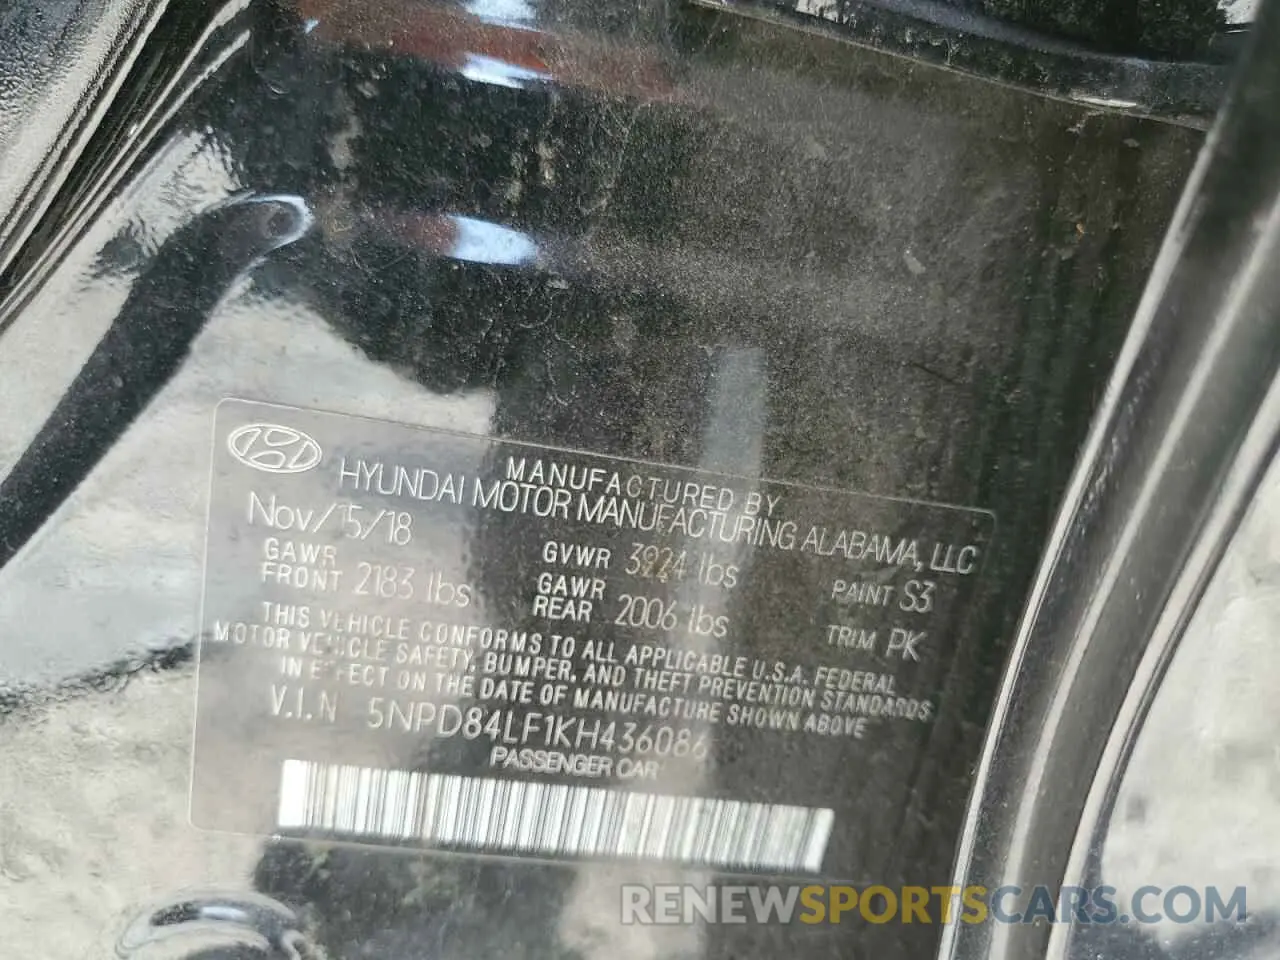 MANUFACTURED BY
HYUNDAI MOTOR MANUFACTURING ALABAMA, LLC
Nov/15/18
GVWR 3924 lbs
PAINT S3
GAWR FRONT 2183 lbs
GAWR REAR 2006 lbs
TRIM PK
THIS VEHICLE CONFORMS TO ALL APPLICABLE U.S.A. FEDERAL
MOTOR VEHICLE SAFETY, BUMPER, AND THEFT PREVENTION STANDARDS
IN EFFECT ON THE DATE OF MANUFACTURE SHOWN ABOVE
V.I.N 5NPD84LF1KH436086
PASSENGER CAR
RENEWSPORTSCARS.COM